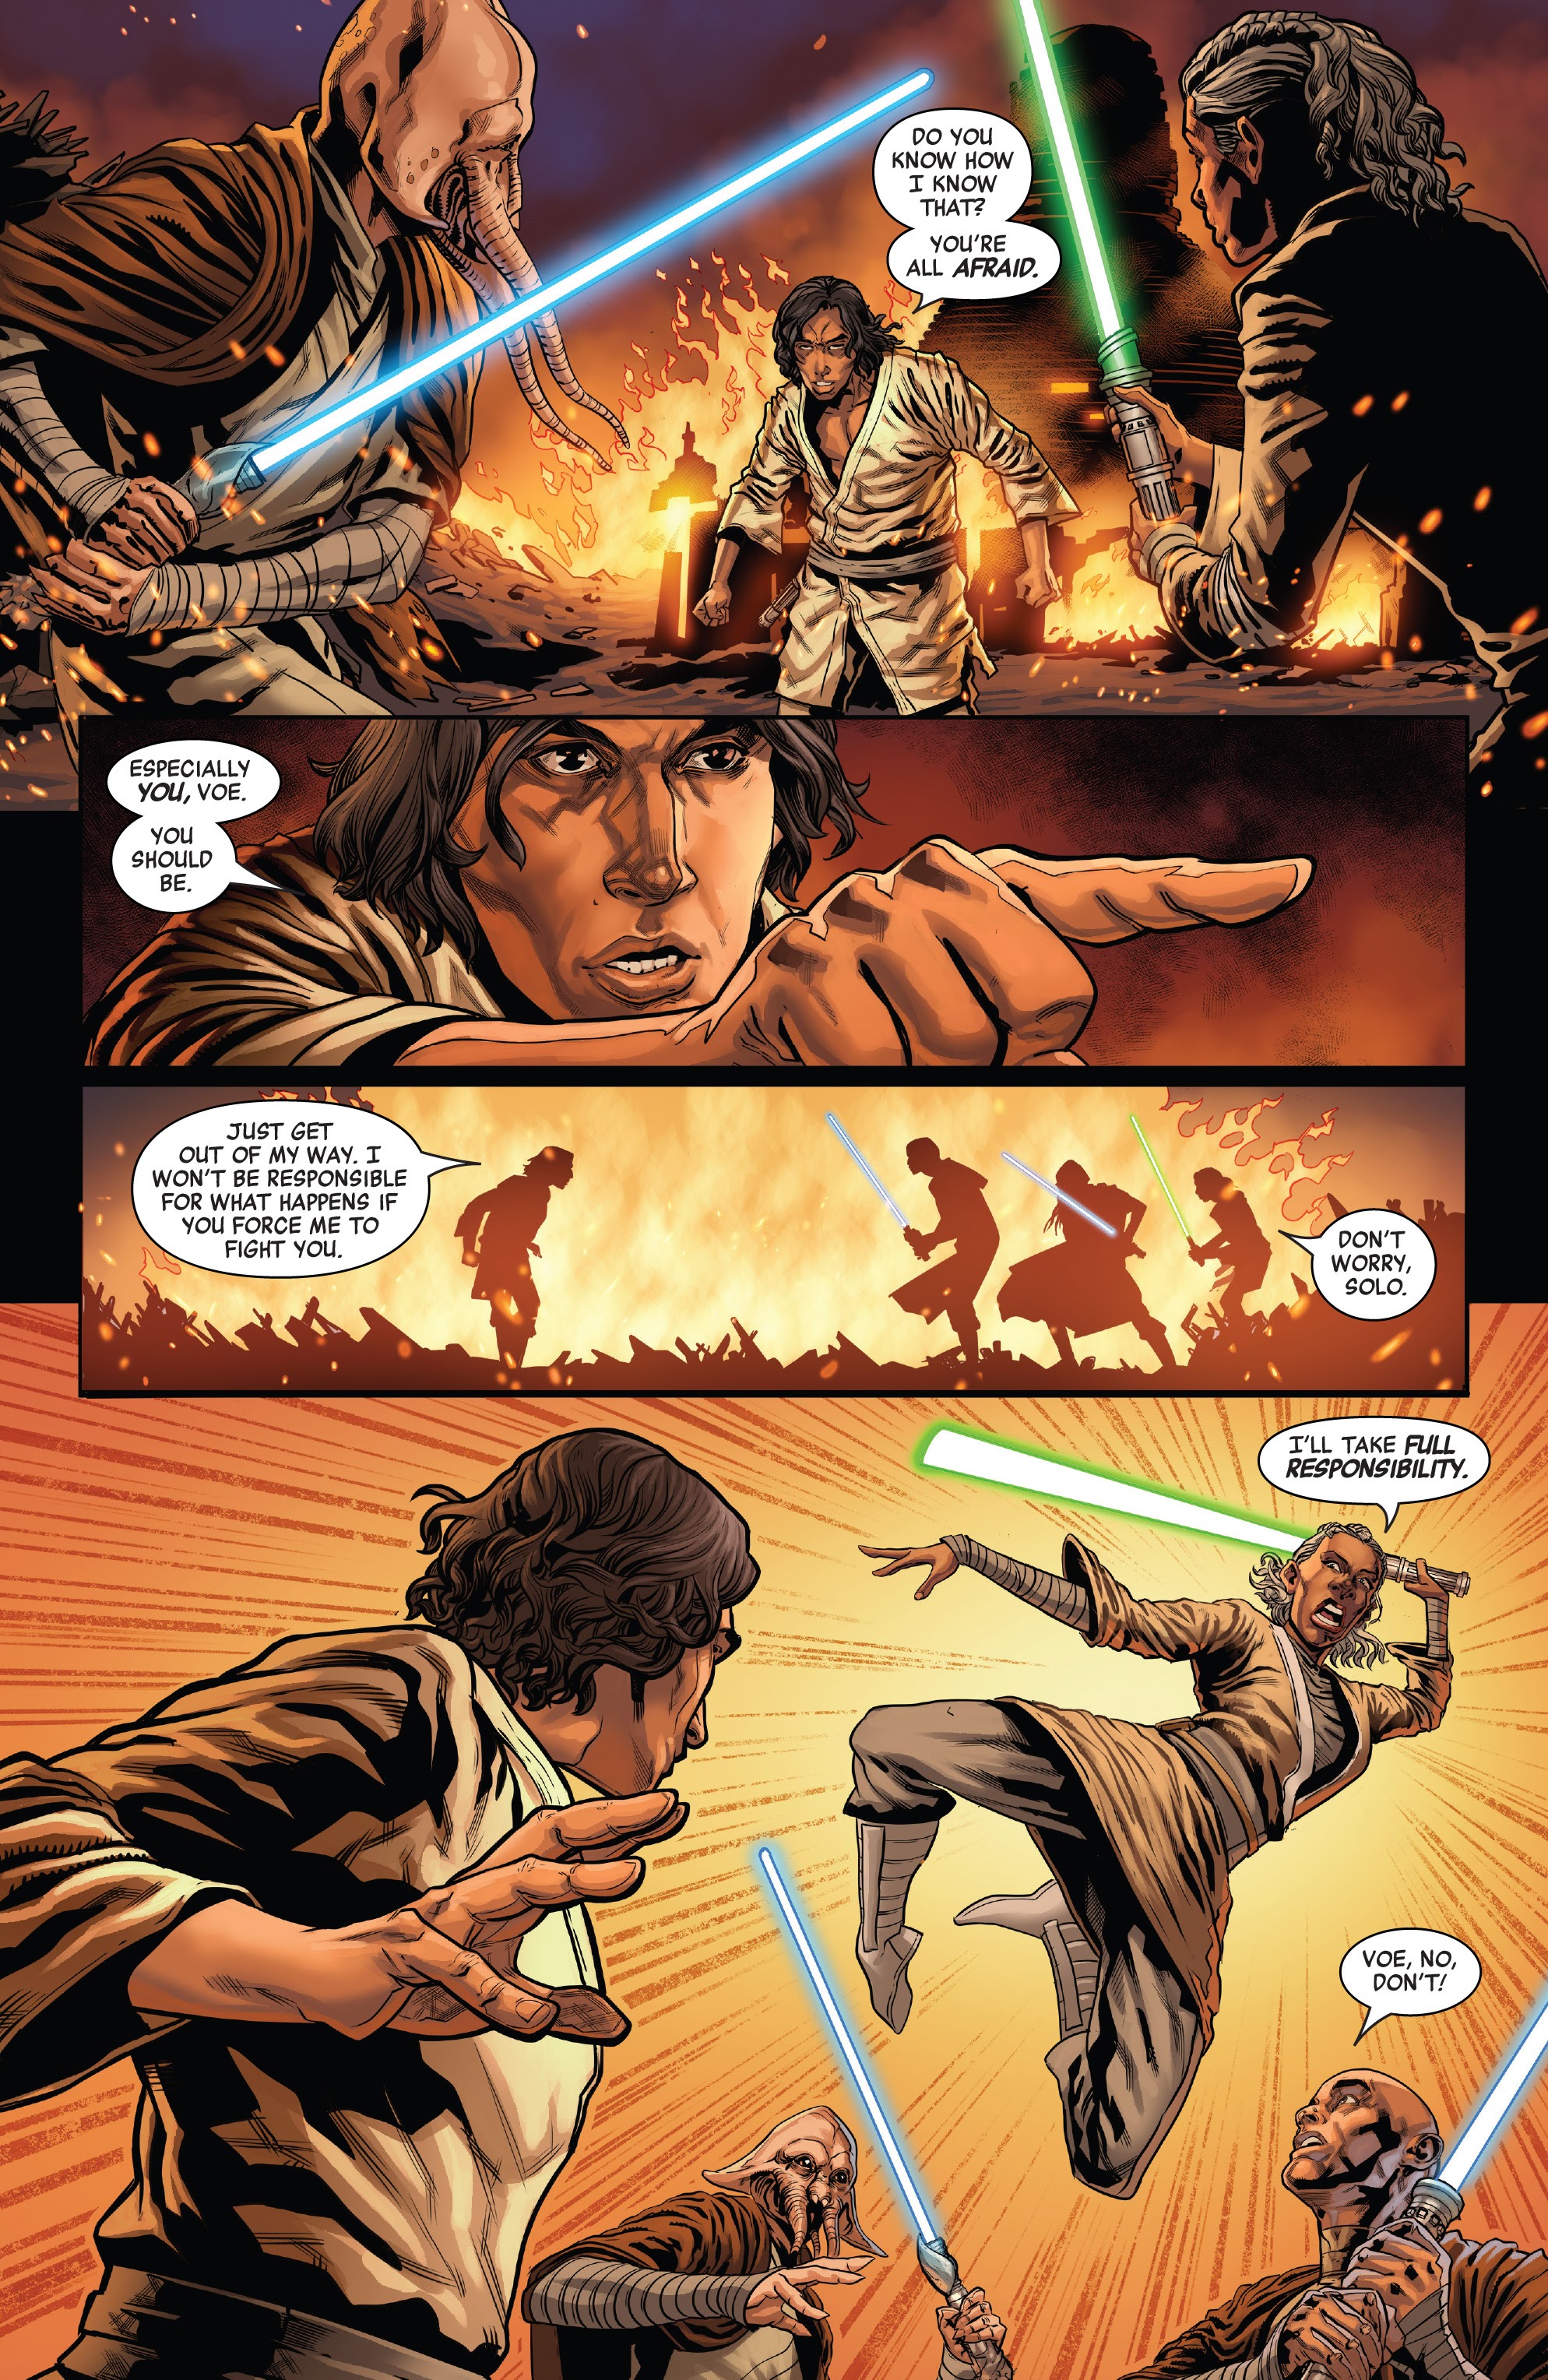 DO YOU
KNOW HOW
I KNOW
THAT?
YOU'RE
ALL AFRAID.
ESPECIALLY
YOU, VOE.
YOU
SHOULD
BE.
JUST GET
OUT OF MY WAY. I
WON'T BE RESPONSIBLE
FOR WHAT HAPPENS IF
YOU FORCE ME TO
FIGHT YOU.
DON'T
WORRY,
SOLO.
I'LL TAKE FULL
RESPONSIBILITY.
VOE, NO,
DON'T!